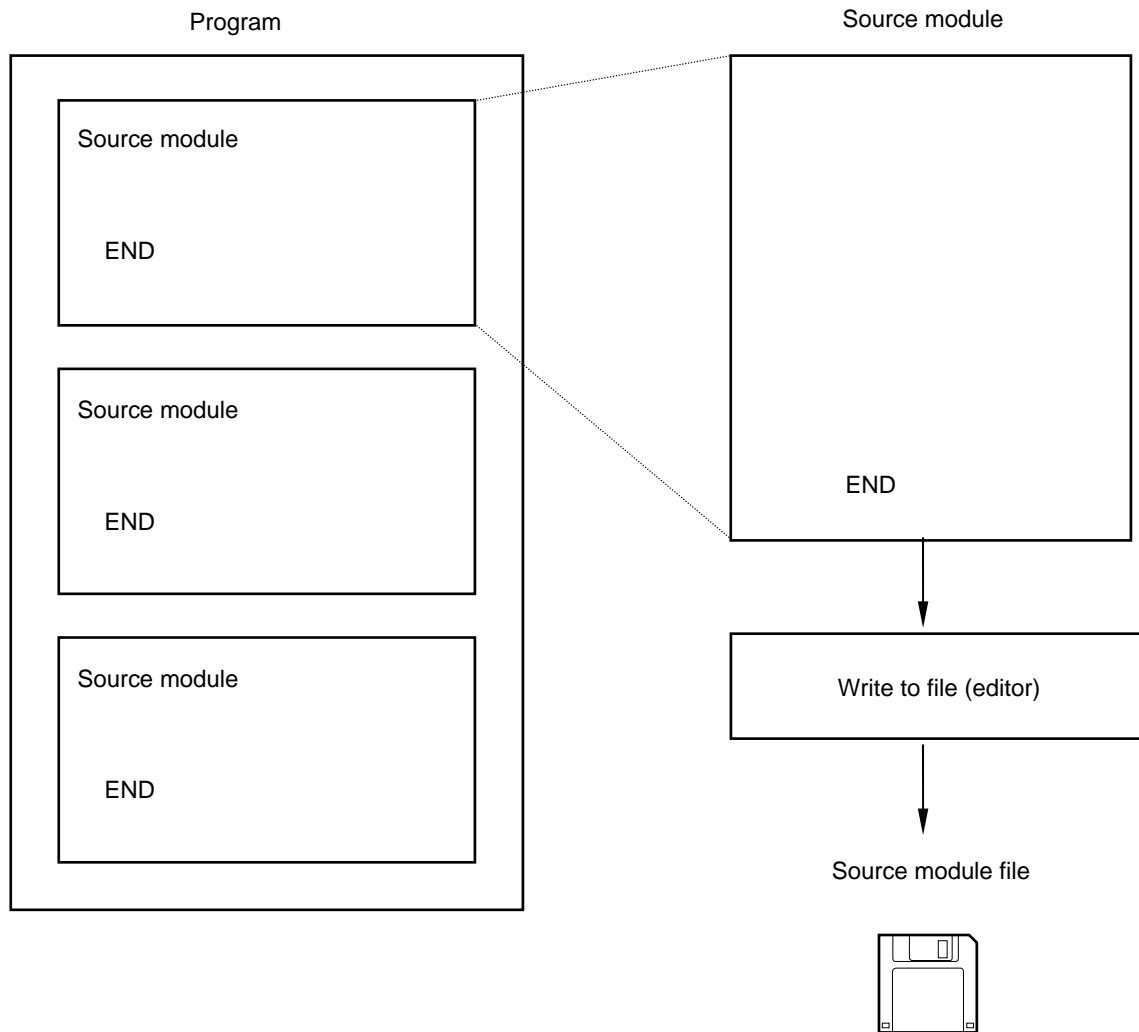 Program
Source module
END
Source module
END
Source module
END
Source module
END
Write to file (editor)
Source module file